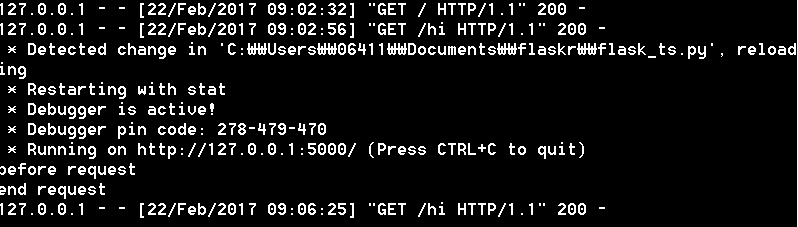 127.0.0.1 - - [22/Feb/2017 09:02:32] "GET / HTTP/1.1" 200 -
127.0.0.1 - - [22/Feb/2017 09:02:56] "GET /hi HTTP/1.1" 200 -
 * Detected change in 'C:₩₩Users₩₩06411₩₩Documents₩₩flaskr₩₩flask_ts.py', reload
ing
 * Restarting with stat
 * Debugger is active!
 * Debugger pin code: 278-479-470
 * Running on http://127.0.0.1:5000/ (Press CTRL+C to quit)
before request
end request
127.0.0.1 - - [22/Feb/2017 09:06:25] "GET /hi HTTP/1.1" 200 -